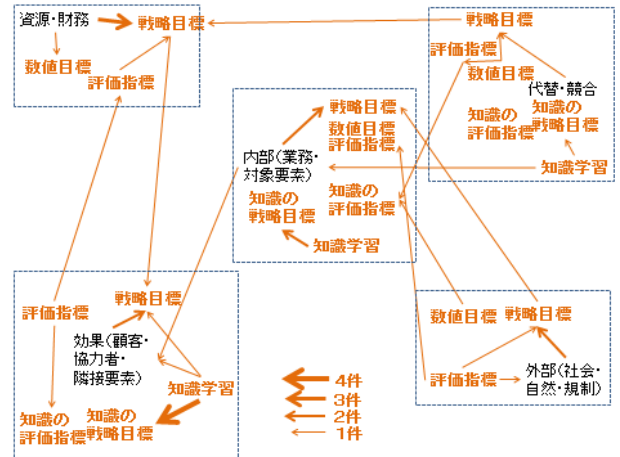 資源・財務
戦略目標
数値目標
評価指標
戦略目標
評価指標
数値目標
代替・競合
知識の
評価指標
知識の
戦略目標
知識学習
戦略目標
数値目標
評価指標
内部(業務・
対象要素)
知識の
評価指標
知識の
戦略目標
知識学習
評価指標
戦略目標
効果(顧客・
協力者・
隣接要素)
知識学習
知識の
評価指標
知識の
戦略目標
数値目標
戦略目標
評価指標
外部(社会・
自然・規制)
4件
3件
2件
1件